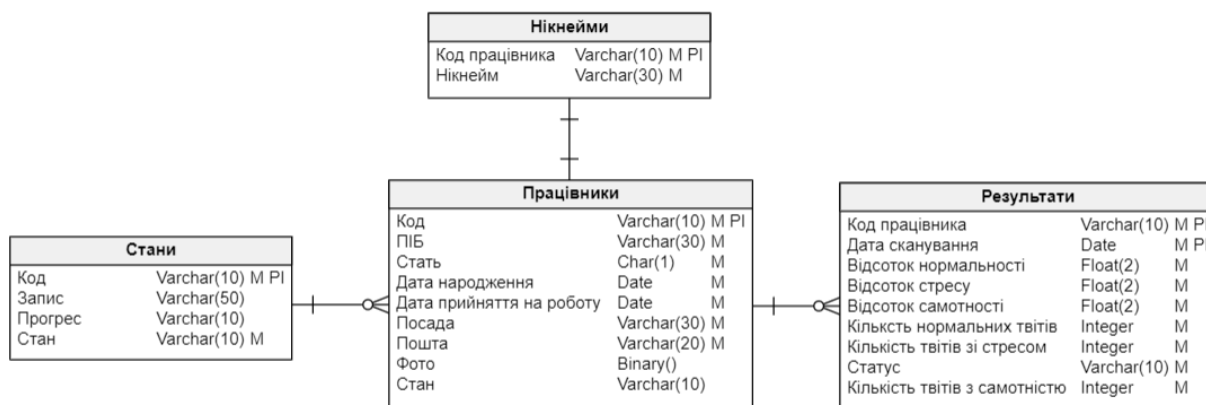 Нікнейми
Код працівника Varchar(10) M PI
Нікнейм Varchar(30) M
Працівники
Код Varchar(10) M PI
ПІБ Varchar(30) M
Стать Char(1) M
Дата народження Date M
Дата прийняття на роботу Date M
Посада Varchar(30) M
Пошта Varchar(20) M
Фото Binary()
Стан Varchar(10)
Стани
Код Varchar(10) M PI
Запис Varchar(50)
Прогрес Varchar(10)
Стан Varchar(10) M
Результати
Код працівника Varchar(10) M PI
Дата сканування Date M PI
Відсоток нормальності Float(2) M
Відсоток стресу Float(2) M
Відсоток самотності Float(2) M
Кільксть нормальних твітів Integer M
Кількість твітів зі стресом Integer M
Статус Varchar(10) M
Кількість твітів з самотністю Integer M